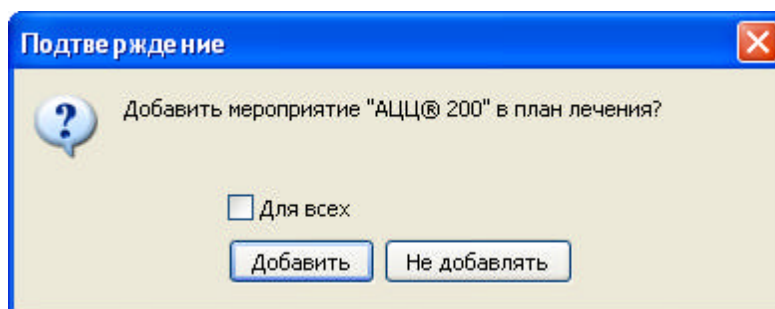 Подтверждение
Добавить мероприятие "АЦЦ® 200" в план лечения?
Для всех
Добавить Не добавлять